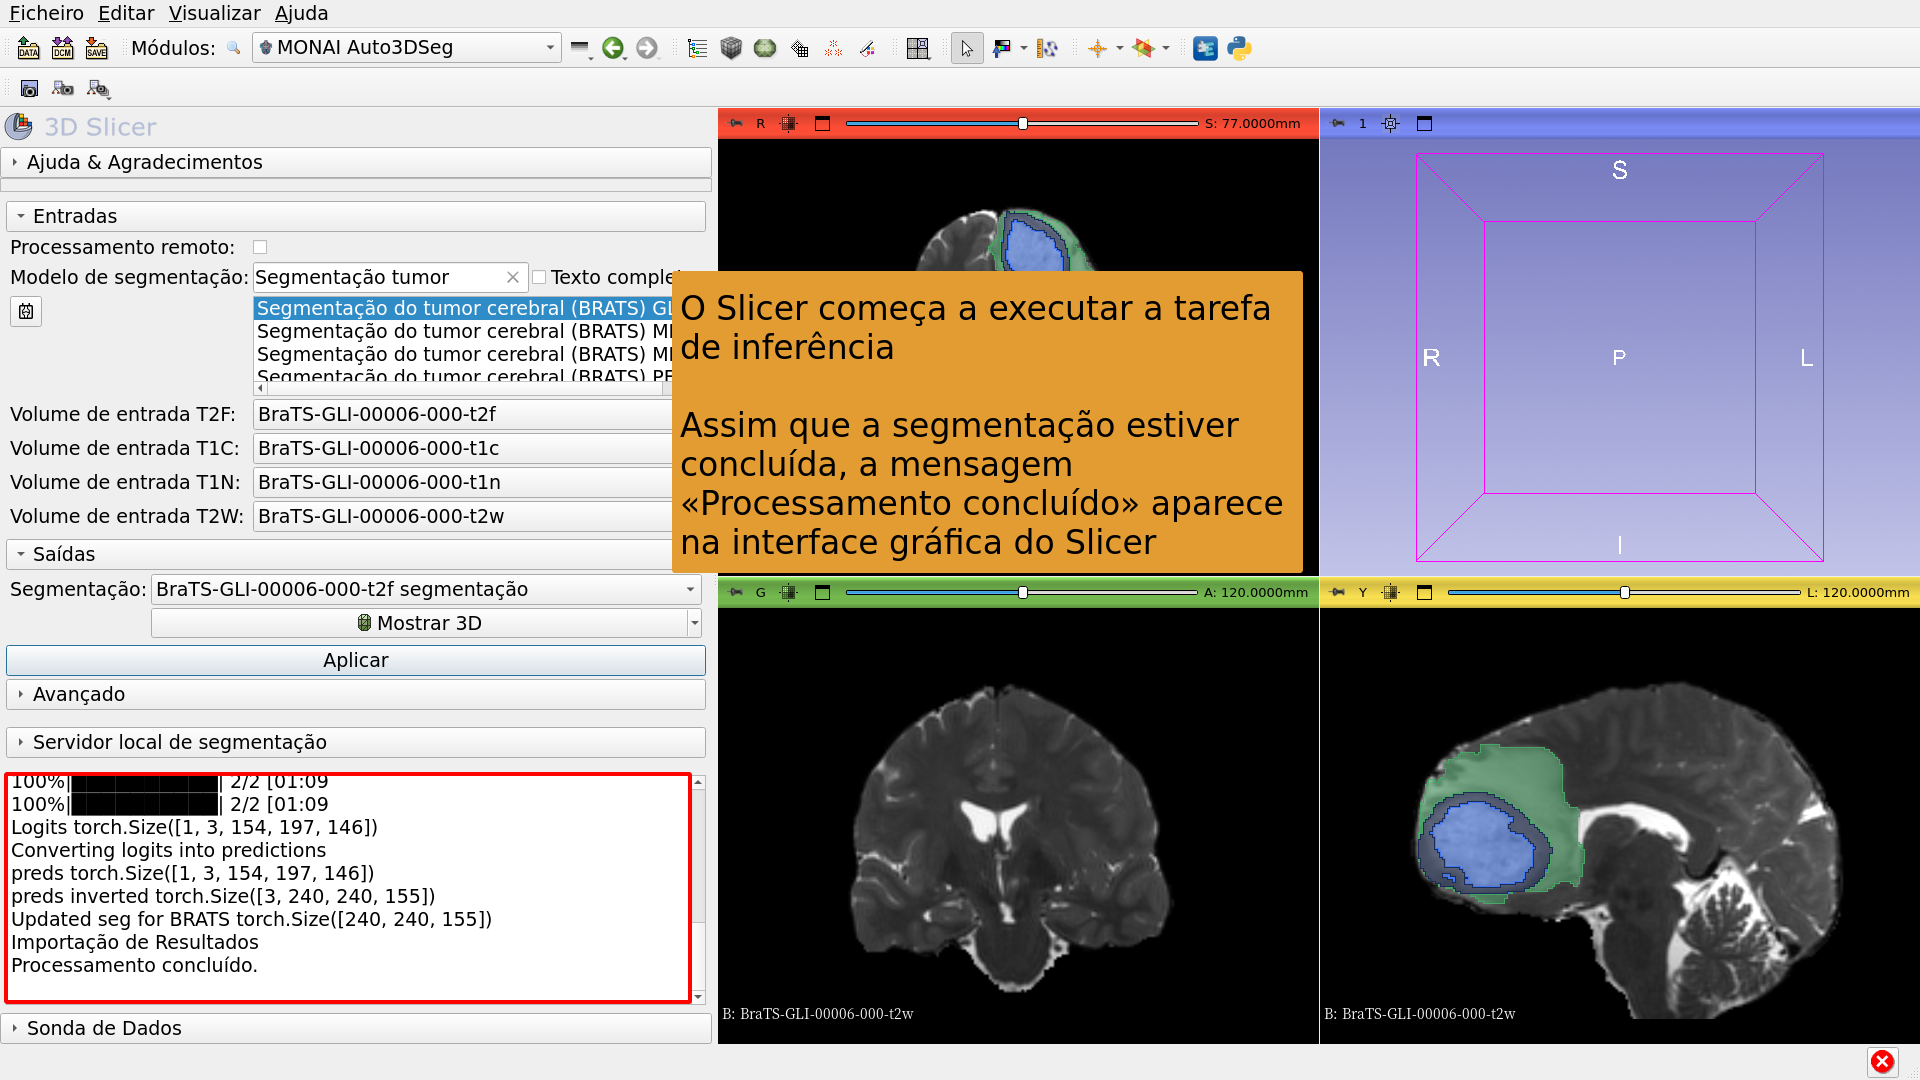 Ficheiro Editar Visualizar Ajuda
DATA DCM SAVE Módulos: MONAI Auto3DSeg
3D Slicer
Ajuda & Agradecimentos
Entradas
Processamento remoto:
Modelo de segmentação: Segmentação tumor Texto comple
Segmentação do tumor cerebral (BRATS) GL
Segmentação do tumor cerebral (BRATS) M
Segmentação do tumor cerebral (BRATS) M
Segmentação do tumor cerebral (BRATS) PE
Volume de entrada T2F: BraTS-GLI-00006-000-t2f
Volume de entrada T1C: BraTS-GLI-00006-000-t1c
Volume de entrada T1N: BraTS-GLI-00006-000-t1n
Volume de entrada T2W: BraTS-GLI-00006-000-t2w
Saídas
Segmentação: BraTS-GLI-00006-000-t2f segmentação
Mostrar 3D
Aplicar
Avançado
Servidor local de segmentação
100%| | 2/2 [01:09
100%| | 2/2 [01:09
Logits torch.Size([1, 3, 154, 197, 146])
Converting logits into predictions
preds torch.Size([1, 3, 154, 197, 146])
preds inverted torch.Size([3, 240, 240, 155])
Updated seg for BRATS torch.Size([240, 240, 155])
Importação de Resultados
Processamento concluído.
Sonda de Dados
R S: 77.0000mm
O Slicer começa a executar a tarefa
de inferência
Assim que a segmentação estiver
concluída, a mensagem
«Processamento concluído» aparece
na interface gráfica do Slicer
1
S
R P L
I
G A: 120.0000mm
B: BraTS-GLI-00006-000-t2w
Y L: 120.0000mm
B: BraTS-GLI-00006-000-t2w